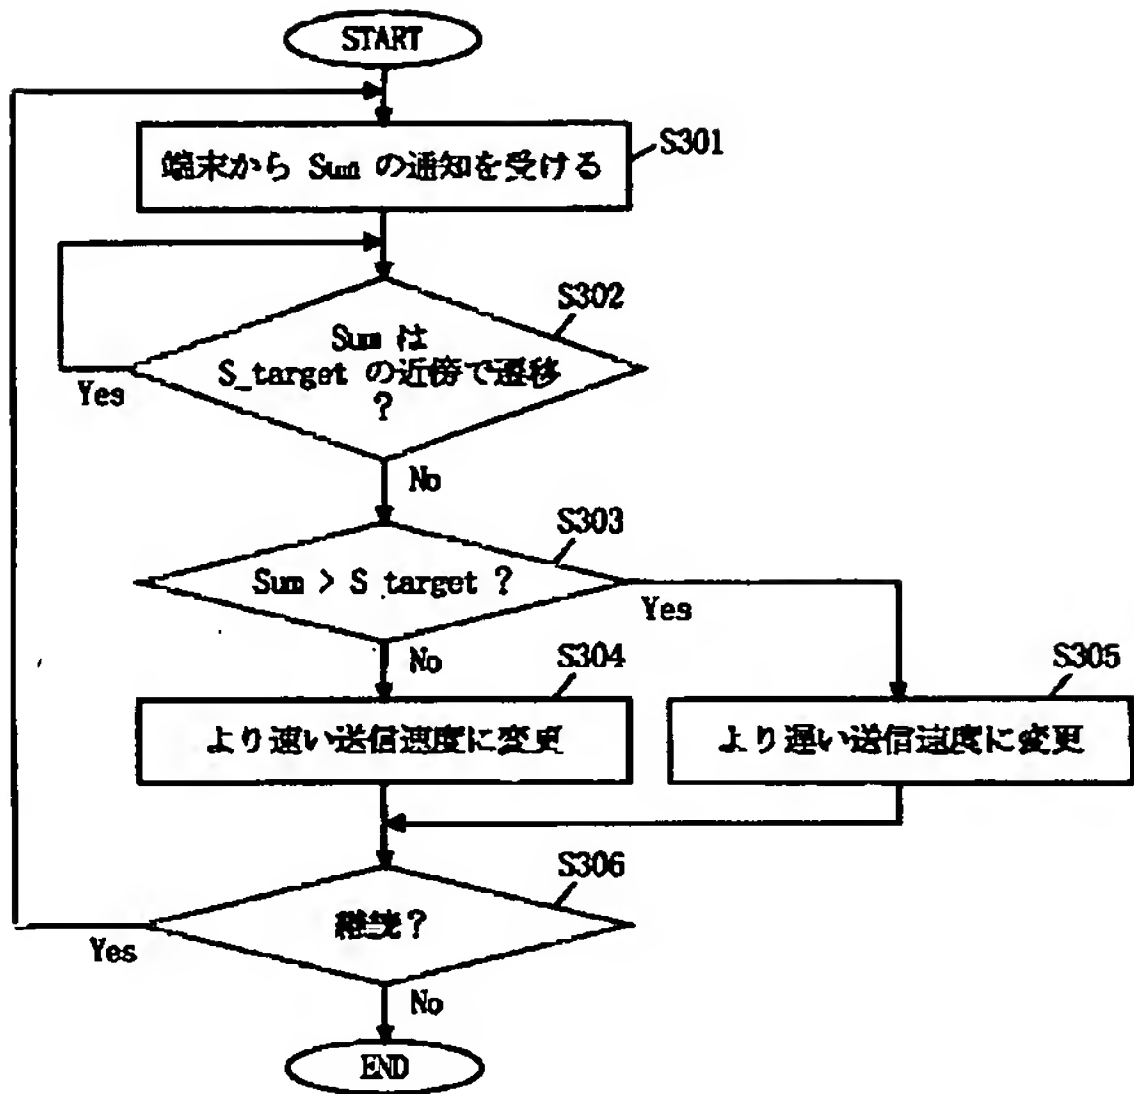 START
端末から Sum の通知を受ける
S301
S302
Sum は
S_target の近傍で遷移
?
Yes
No
S303
Sum > S target ?
Yes
No
S304
より速い送信速度に変更
S305
より遅い送信速度に変更
S306
継続?
Yes
No
END